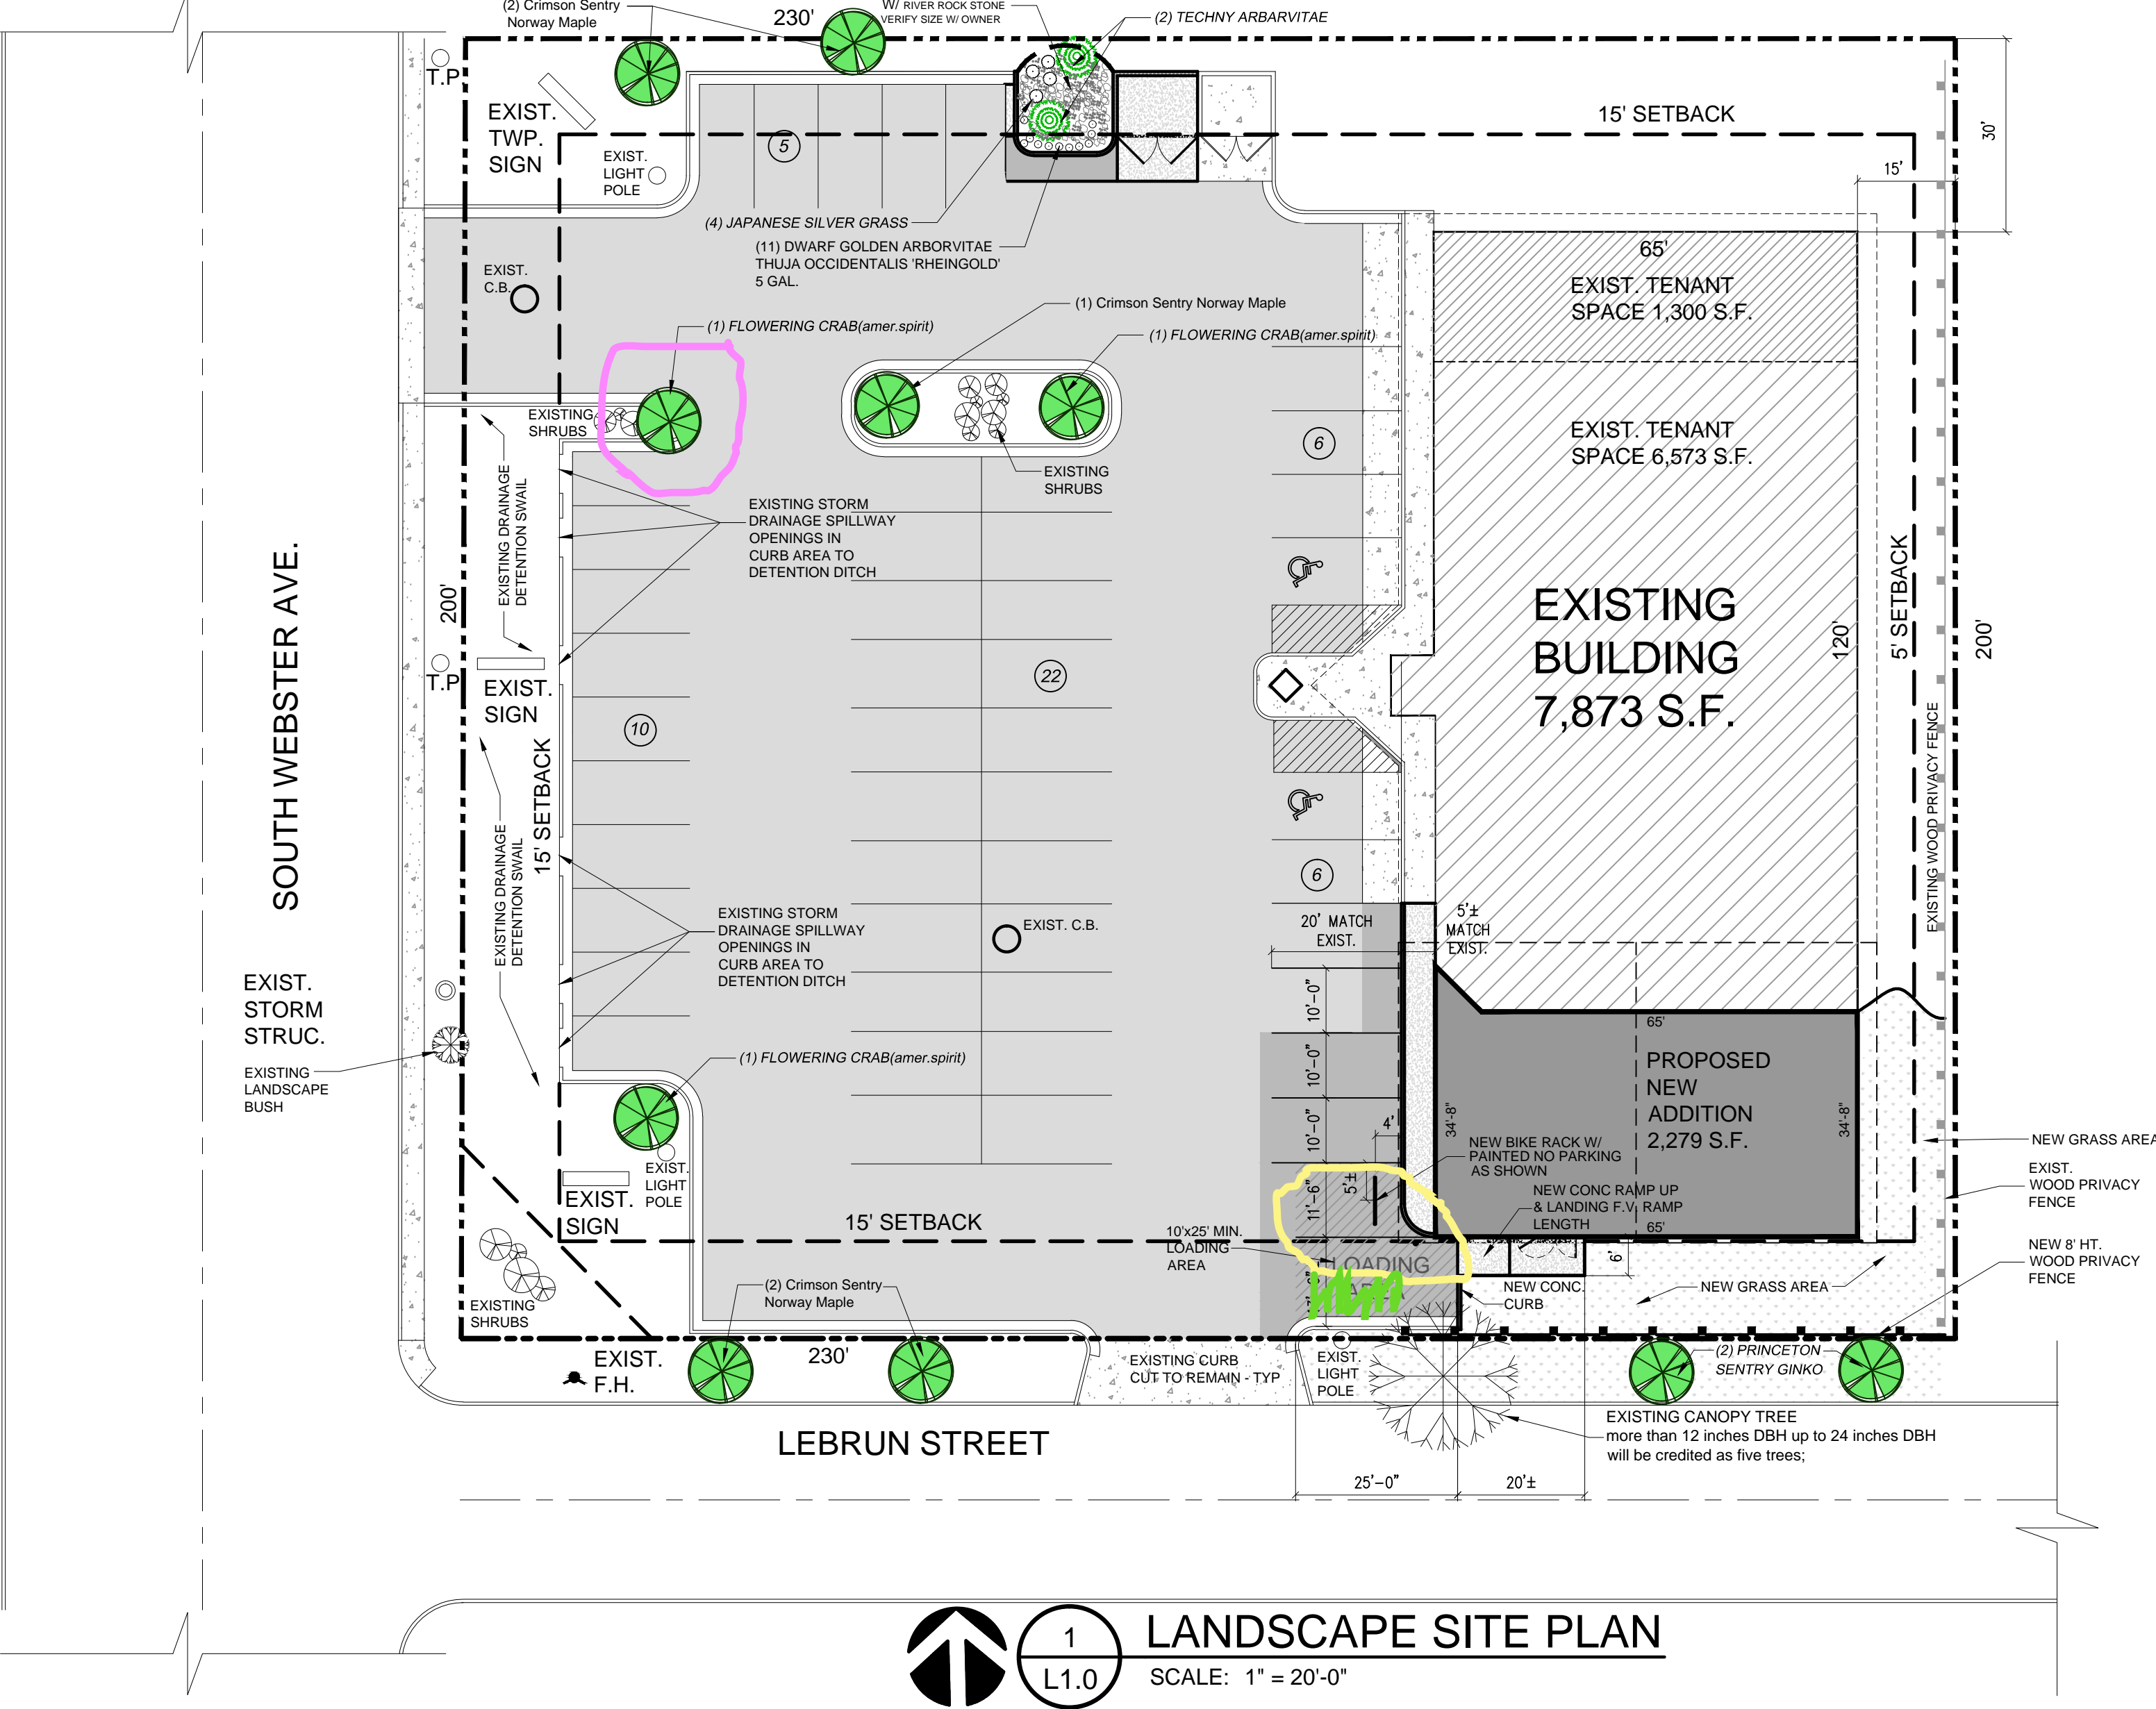 (2) Crimson Sentry
Norway Maple
230'
W/ RIVER ROCK STONE
VERIFY SIZE W/ OWNER
(2) TECHNY ARBARVITAE
T.P
EXIST.
TWP.
SIGN
EXIST.
LIGHT
POLE
5
15' SETBACK
30'
15'
(4) JAPANESE SILVER GRASS
(11) DWARF GOLDEN ARBORVITAE
THUJA OCCIDENTALIS 'RHEINGOLD'
5 GAL.
EXIST.
C.B.
(1) Crimson Sentry Norway Maple
(1) FLOWERING CRAB(amer.spirit)
(1) FLOWERING CRAB(amer.spirit)
65'
EXIST. TENANT
SPACE 1,300 S.F.
EXISTING
SHRUBS
6
EXIST. TENANT
SPACE 6,573 S.F.
EXISTING
SHRUBS
EXISTING DRAINAGE
DETENTION SWAIL
EXISTING STORM
DRAINAGE SPILLWAY
OPENINGS IN
CURB AREA TO
DETENTION DITCH
SOUTH WEBSTER AVE.
200'
T.P
EXIST.
SIGN
10
22
EXISTING
BUILDING
7,873 S.F.
120'
5' SETBACK
200'
EXISTING WOOD PRIVACY FENCE
15' SETBACK
EXISTING DRAINAGE
DETENTION SWAIL
6
EXISTING STORM
DRAINAGE SPILLWAY
OPENINGS IN
CURB AREA TO
DETENTION DITCH
EXIST. C.B.
20' MATCH
EXIST.
5'±
MATCH
EXIST.
EXIST.
STORM
STRUC.
EXISTING
LANDSCAPE
BUSH
10'-0"
10'-0"
10'-0"
11'-6"
5'±
4'
(1) FLOWERING CRAB(amer.spirit)
65'
PROPOSED
NEW
ADDITION
2,279 S.F.
34'-8"
34'-8"
NEW BIKE RACK W/
PAINTED NO PARKING
AS SHOWN
NEW CONC RAMP UP
& LANDING F.V. RAMP
LENGTH
65'
NEW GRASS AREA
EXIST.
WOOD PRIVACY
FENCE
EXIST.
LIGHT
POLE
EXIST.
SIGN
15' SETBACK
10'x25' MIN.
LOADING
AREA
LOADING
6'
NEW 8' HT.
WOOD PRIVACY
FENCE
NEW GRASS AREA
NEW CONC.
CURB
EXISTING
SHRUBS
(2) Crimson Sentry
Norway Maple
EXIST.
F.H.
230'
EXISTING CURB
CUT TO REMAIN - TYP
EXIST.
LIGHT
POLE
(2) PRINCETON
SENTRY GINKO
LEBRUN STREET
EXISTING CANOPY TREE
more than 12 inches DBH up to 24 inches DBH
will be credited as five trees;
25'-0"
20'±
1
L1.0
LANDSCAPE SITE PLAN
SCALE: 1" = 20'-0"